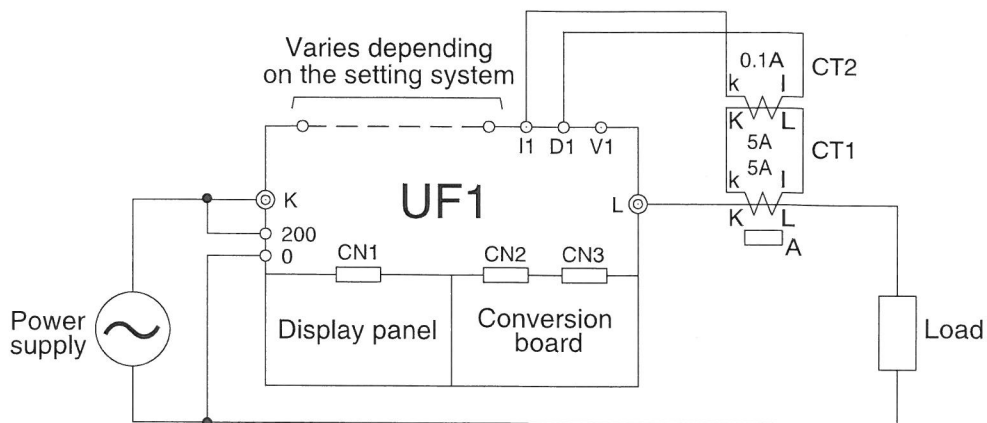 Varies depending
on the setting system
0.1A
CT2
k
l
K
L
I1
D1
V1
5A
CT1
5A
k
l
K
UF1
L
K
L
200
A
0
CN1
CN2
CN3
Power
supply
Display panel
Conversion
board
Load